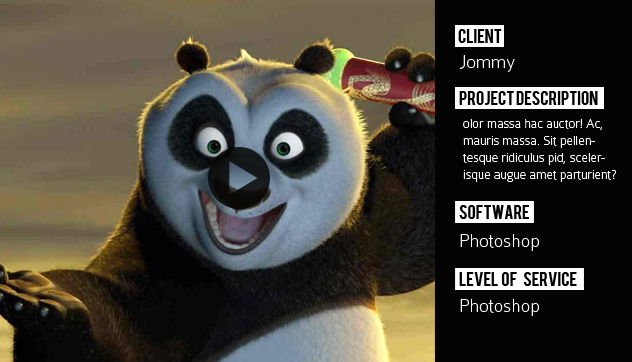 CLIENT
Jommy
PROJECT DESCRIPTION
olor massa hac auctor! Ac,
mauris massa. Sit pellen-
tesque ridiculus pid, sceler-
isque augue amet parturient?
SOFTWARE
Photoshop
LEVEL OF SERVICE
Photoshop